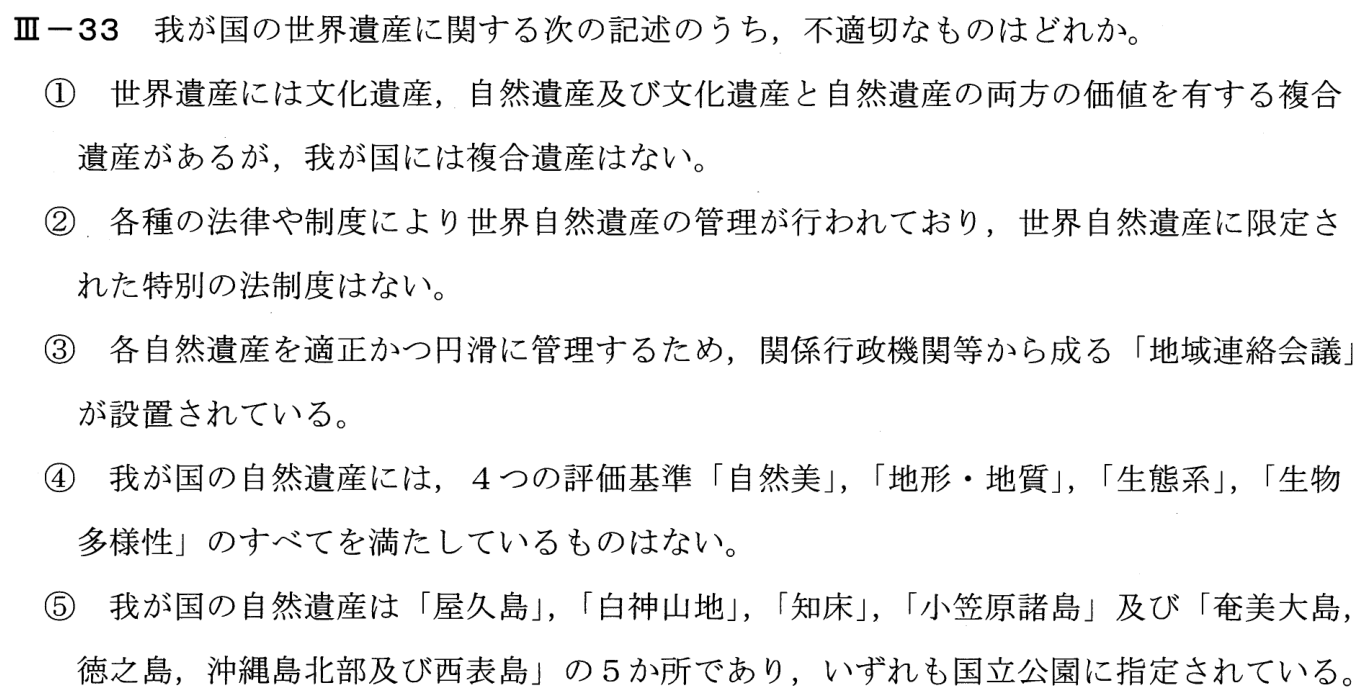 Ⅲ－33　我が国の世界遺産に関する次の記述のうち，不適切なものはどれか。
①　世界遺産には文化遺産，自然遺産及び文化遺産と自然遺産の両方の価値を有する複合
遺産があるが，我が国には複合遺産はない。
②　各種の法律や制度により世界自然遺産の管理が行われており，世界自然遺産に限定さ
れた特別の法制度はない。
③　各自然遺産を適正かつ円滑に管理するため，関係行政機関等から成る「地域連絡会議」
が設置されている。
④　我が国の自然遺産には，４つの評価基準「自然美」，「地形・地質」，「生態系」，「生物
多様性」のすべてを満たしているものはない。
⑤　我が国の自然遺産は「屋久島」，「白神山地」，「知床」，「小笠原諸島」及び「奄美大島，
徳之島，沖縄島北部及び西表島」の５か所であり，いずれも国立公園に指定されている。